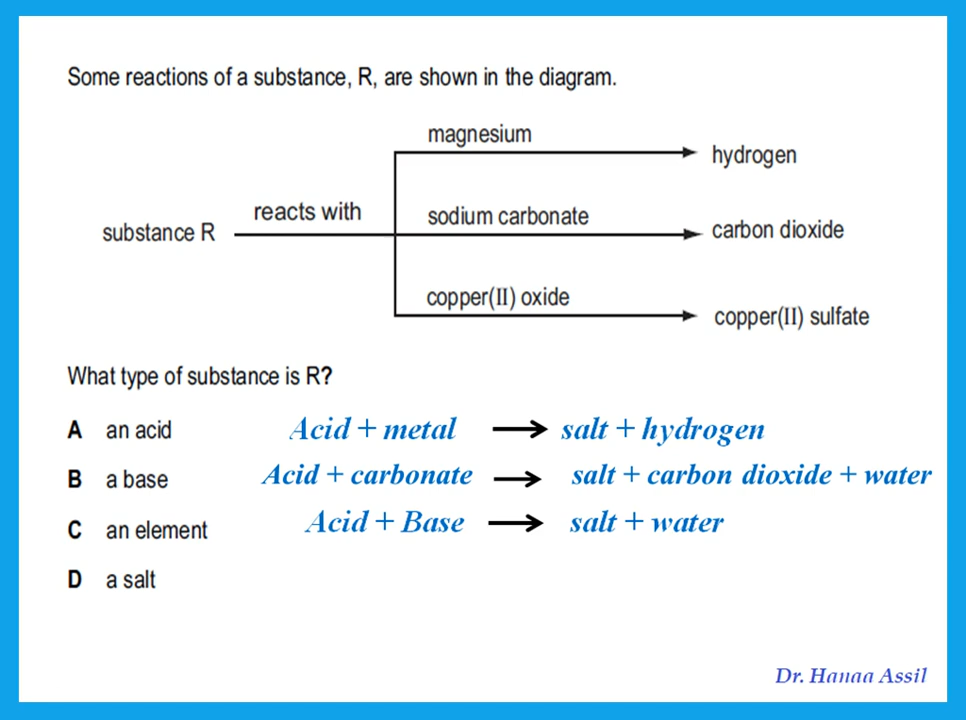 Some reactions of a substance, R, are shown in the diagram.
magnesium
hydrogen
reacts with
sodium carbonate
substance R
carbon dioxide
copper(II) oxide
copper(II) sulfate
What type of substance is R?
A an acid
Acid + metal → salt + hydrogen
B a base
Acid + carbonate → salt + carbon dioxide + water
C an element
Acid + Base → salt + water
D a salt
Dr. Hanaa Assil